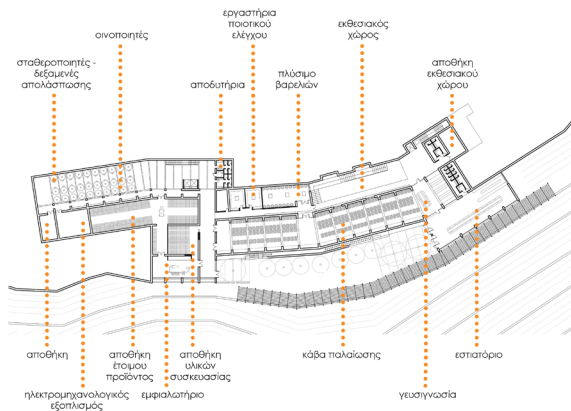 οινοποιητές
εργαστήρια
ποιοτικού
ελέγχου
εκθεσιακός
χώρος
σταθεροποιητές -
δεξαμενές
απολάσπωσης
αποδυτήρια
πλύσιμο
βαρελιών
αποθήκη
εκθεσιακού
χώρου
αποθήκη
ηλεκτρομηχανολογικός
εξοπλισμός
αποθήκη
έτοιμου
προϊόντος
εμφιαλωτήριο
αποθήκη
υλικών
συσκευασίας
κάβα παλαίωσης
γευσιγνωσία
εστιατόριο